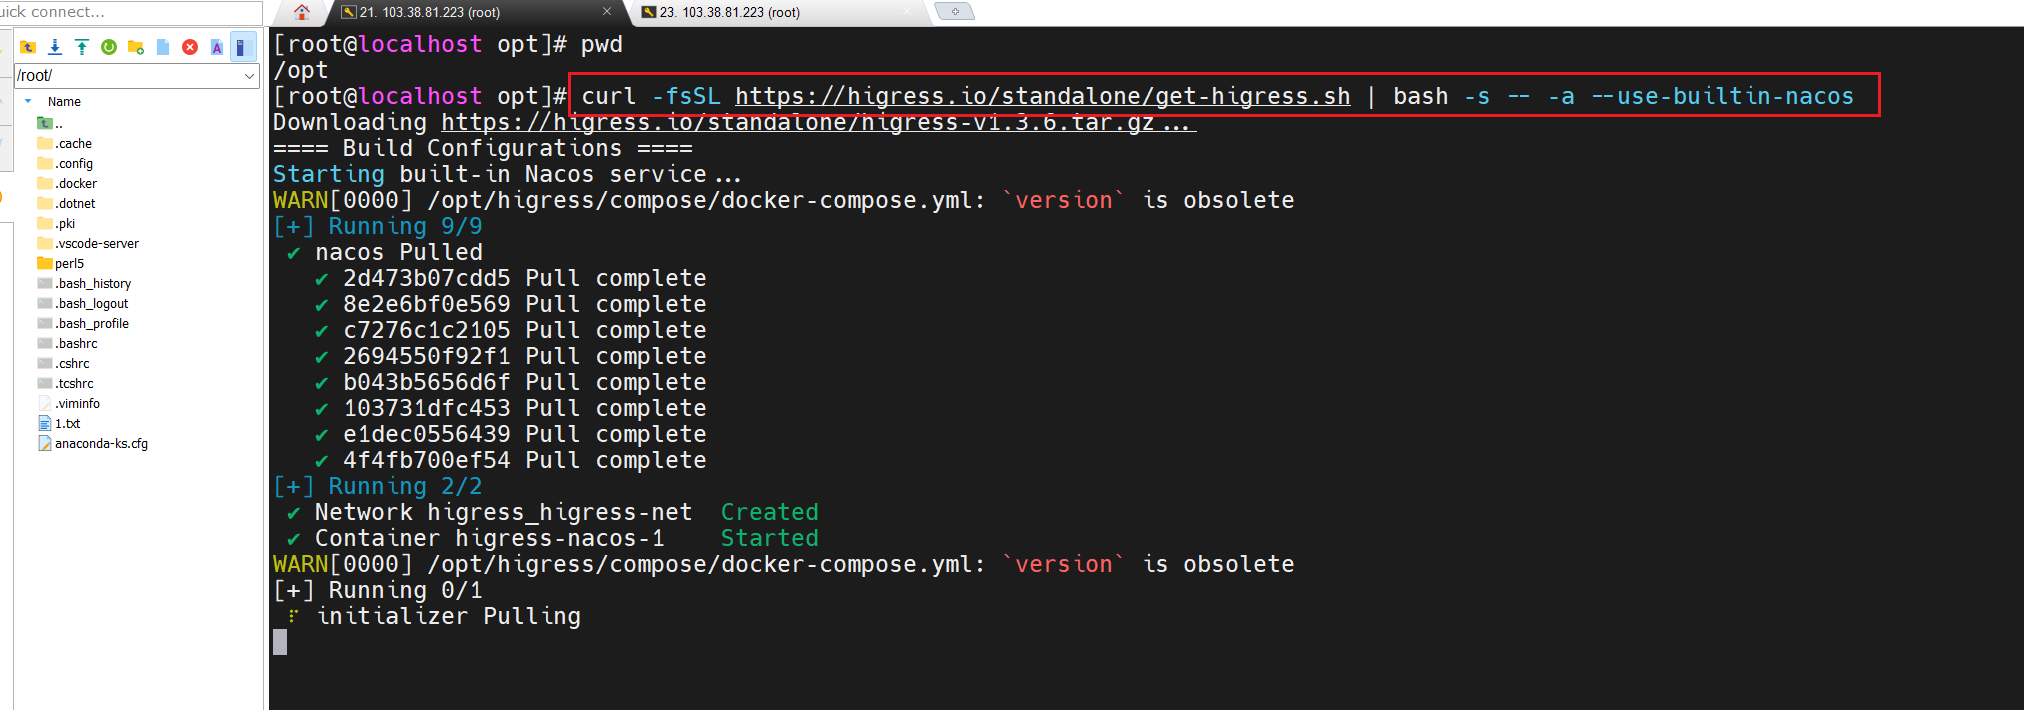 uick connect...
21. 103.38.81.223 (root)
23. 103.38.81.223 (root)
/root/
Name
..
.cache
.config
.docker
.dotnet
.pki
.vscode-server
perl5
.bash_history
.bash_logout
.bash_profile
.bashrc
.cshrc
.tcshrc
.viminfo
1.txt
anaconda-ks.cfg
[root@localhost opt]# pwd
/opt
[root@localhost opt]# curl -fsSL https://higress.io/standalone/get-higress.sh | bash -s -- -a --use-builtin-nacos
Downloading https://higress.io/standalone/higress-v1.3.6.tar.gz...
==== Build Configurations ====
Starting built-in Nacos service...
WARN[0000] /opt/higress/compose/docker-compose.yml: `version` is obsolete
[+] Running 9/9
✔ nacos Pulled
✔ 2d473b07cdd5 Pull complete
✔ 8e2e6bf0e569 Pull complete
✔ c7276c1c2105 Pull complete
✔ 2694550f92f1 Pull complete
✔ b043b5656d6f Pull complete
✔ 103731dfc453 Pull complete
✔ e1dec0556439 Pull complete
✔ 4f4fb700ef54 Pull complete
[+] Running 2/2
✔ Network higress_higress-net Created
✔ Container higress-nacos-1 Started
WARN[0000] /opt/higress/compose/docker-compose.yml: `version` is obsolete
[+] Running 0/1
⠏ initializer Pulling